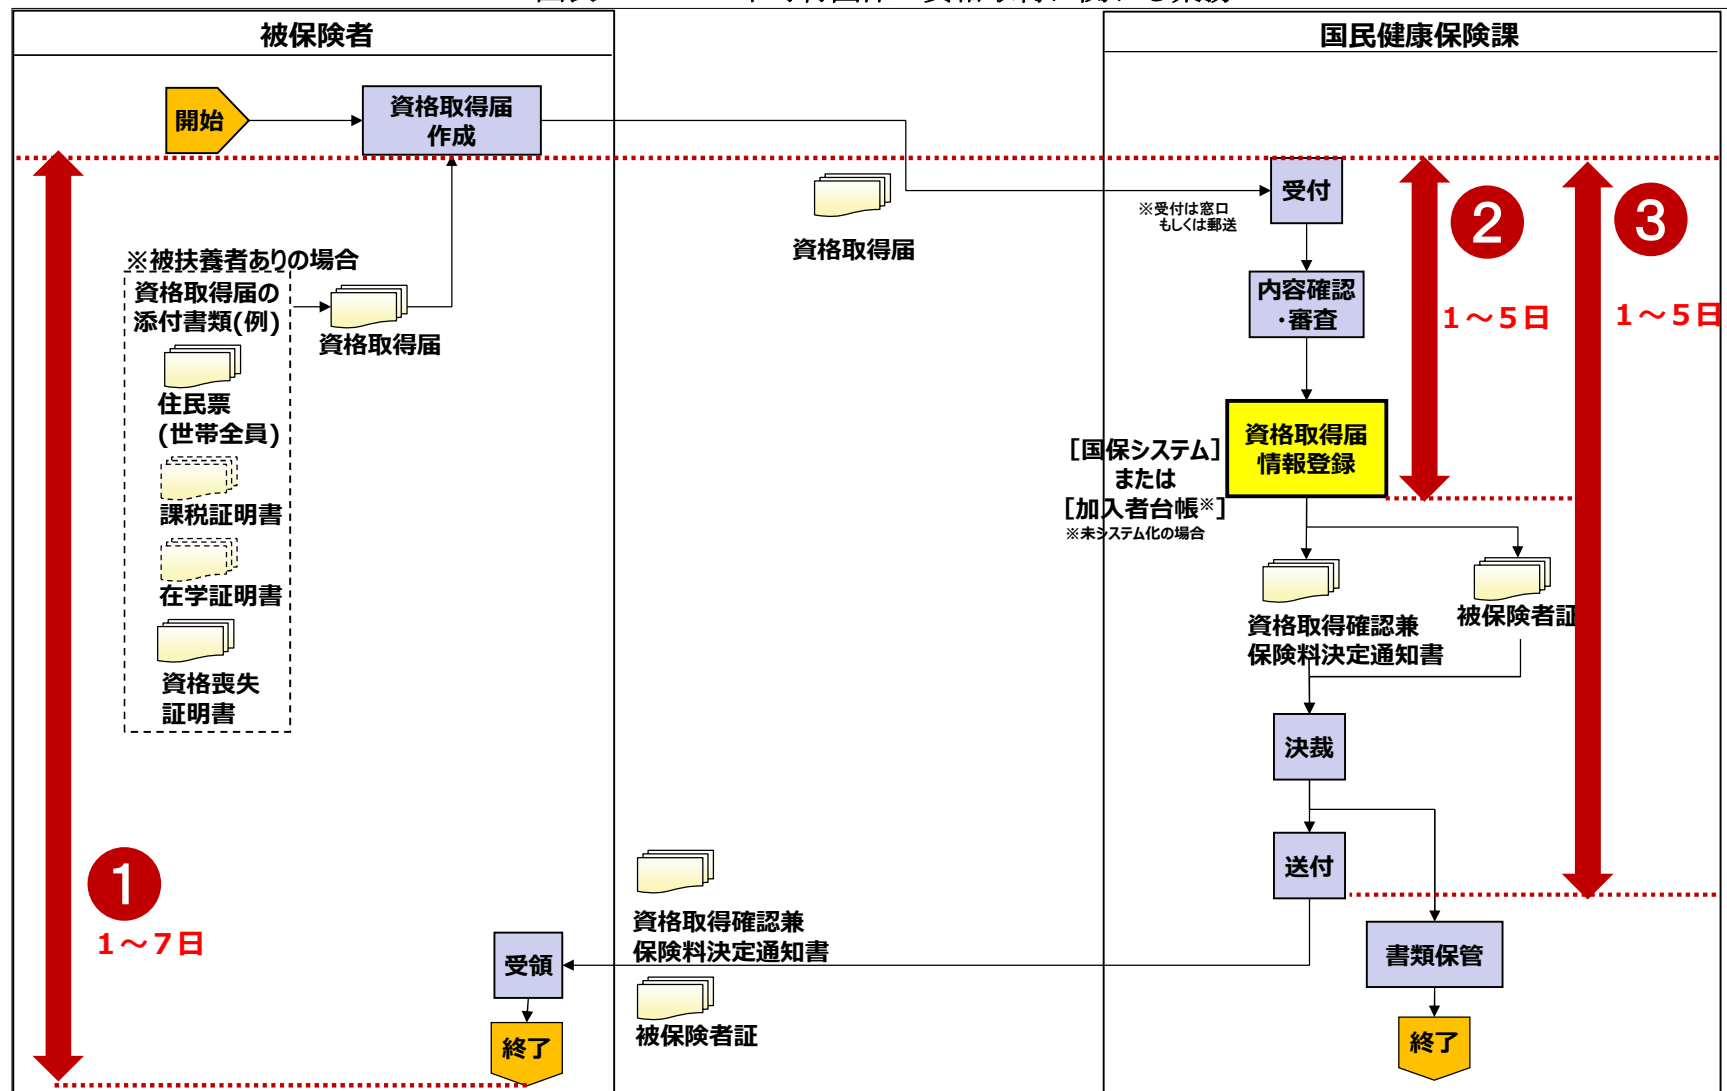 被保険者
国民健康保険課
開始
資格取得届
作成
受付
※受付は窓口
もしくは郵送
資格取得届
※被扶養者ありの場合
資格取得届の
添付書類(例)
資格取得届
住民票
(世帯全員)
課税証明書
在学証明書
資格喪失
証明書
内容確認
・審査
2
3
1～5日
1～5日
資格取得届
情報登録
[国保システム]
または
[加入者台帳※]
※未システム化の場合
資格取得確認兼
保険料決定通知書
被保険者証
決裁
送付
1
1～7日
資格取得確認兼
保険料決定通知書
被保険者証
受領
書類保管
終了
終了